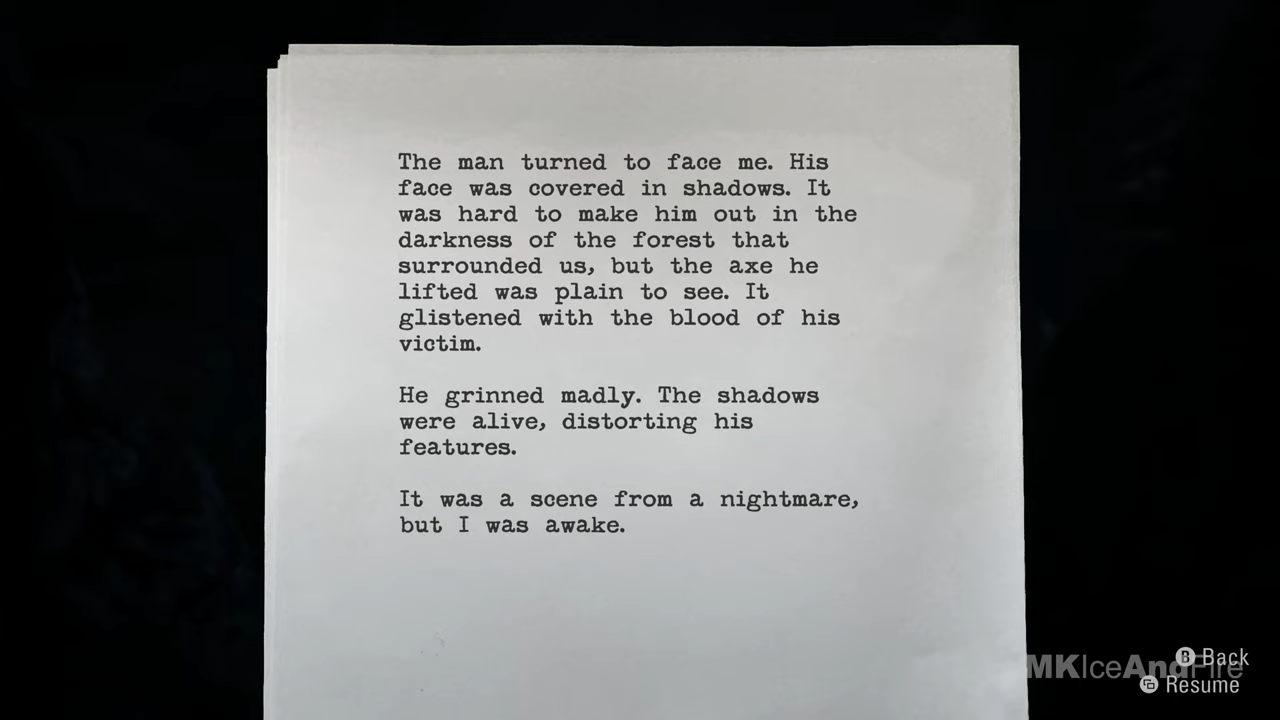 The man turned to face me. His
face was covered in shadows. It
was hard to make him out in the
darkness of the forest that
surrounded us, but the axe he
lifted was plain to see. It
glistened with the blood of his
victim.
He grinned madly. The shadows
were alive, distorting his
features.
It was a scene from a nightmare,
but I was awake.
MKIceAndFire
B Back
Resume